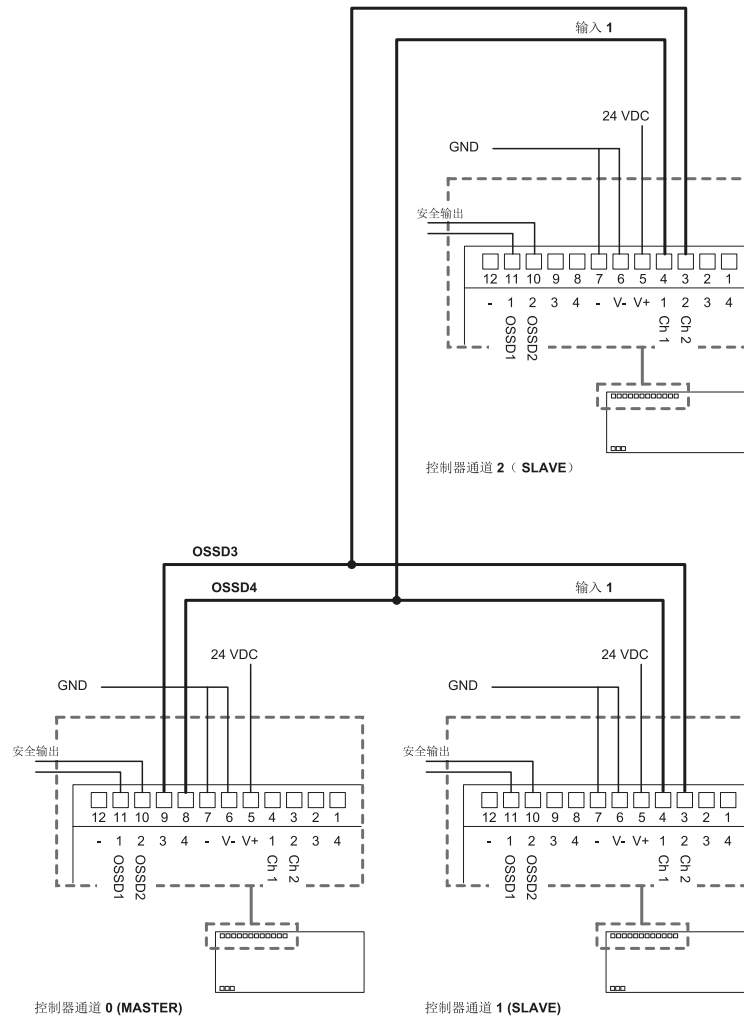 输入 1
24 VDC
GND
安全输出
12 11 10 9 8 7 6 5 4 3 2 1
- 1 2 3 4 - V- V+ 1 2 3 4
OSSD1 OSSD2 Ch 1 Ch 2
控制器通道 2（ SLAVE）
OSSD3
OSSD4
输入 1
24 VDC
GND
安全输出
12 11 10 9 8 7 6 5 4 3 2 1
- 1 2 3 4 - V- V+ 1 2 3 4
OSSD1 OSSD2 Ch 1 Ch 2
控制器通道 0 (MASTER)
24 VDC
GND
安全输出
12 11 10 9 8 7 6 5 4 3 2 1
- 1 2 3 4 - V- V+ 1 2 3 4
OSSD1 OSSD2 Ch 1 Ch 2
控制器通道 1 (SLAVE)